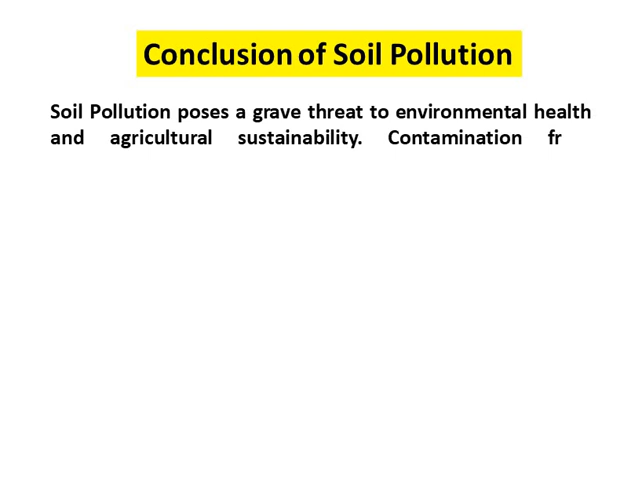 Conclusion of Soil Pollution
Soil Pollution poses a grave threat to environmental health
and agricultural sustainability. Contamination fr